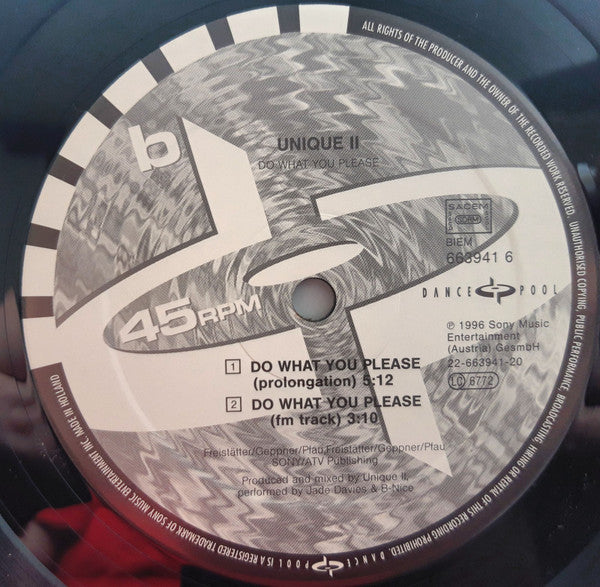 b
UNIQUE II
DO WHAT YOU PLEASE
SACEM
SDRM
BIEM
663941 6
DANCE POOL
45RPM
℗ 1996 Sony Music
Entertainment
(Austria) GesmbH
22-663941-20
LC 6772
1 DO WHAT YOU PLEASE
(prolongation) 5:12
2 DO WHAT YOU PLEASE
(fm track) 3:10
Freistätter/Geppner/Plau,Freistätter/Geppner/Plau
SONY/ATV Publishing
Produced and mixed by Unique II,
performed by Jade Davies & B-Nice
ALL RIGHTS OF THE PRODUCER AND THE OWNER OF THE RECORDED WORK RESERVED. UNAUTHORISED COPYING, PUBLIC PERFORMANCE, BROADCASTING, HIRING OR RENTAL OF THIS RECORDING PROHIBITED. DANCE POOL IS A REGISTERED TRADEMARK OF SONY MUSIC ENTERTAINMENT INC. MADE IN HOLLAND